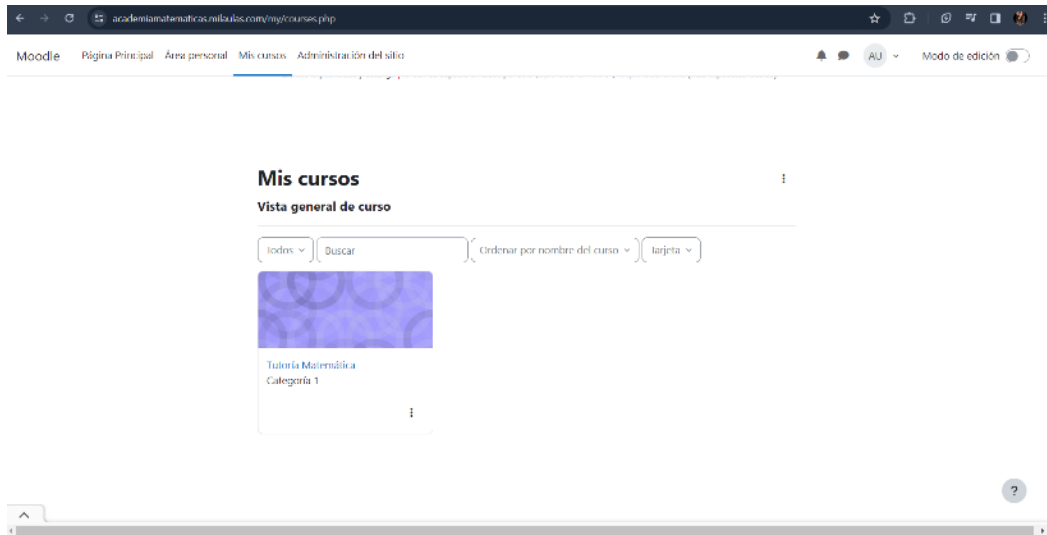 academiamatematicas.milaulas.com/my/courses.php
Moodle Página Principal Área personal Mis cursos Administración del sitio AU Modo de edición
Mis cursos
Vista general de curso
Todos Buscar Ordenar por nombre del curso Tarjeta
Tutoría Matemática
Categoría 1
?